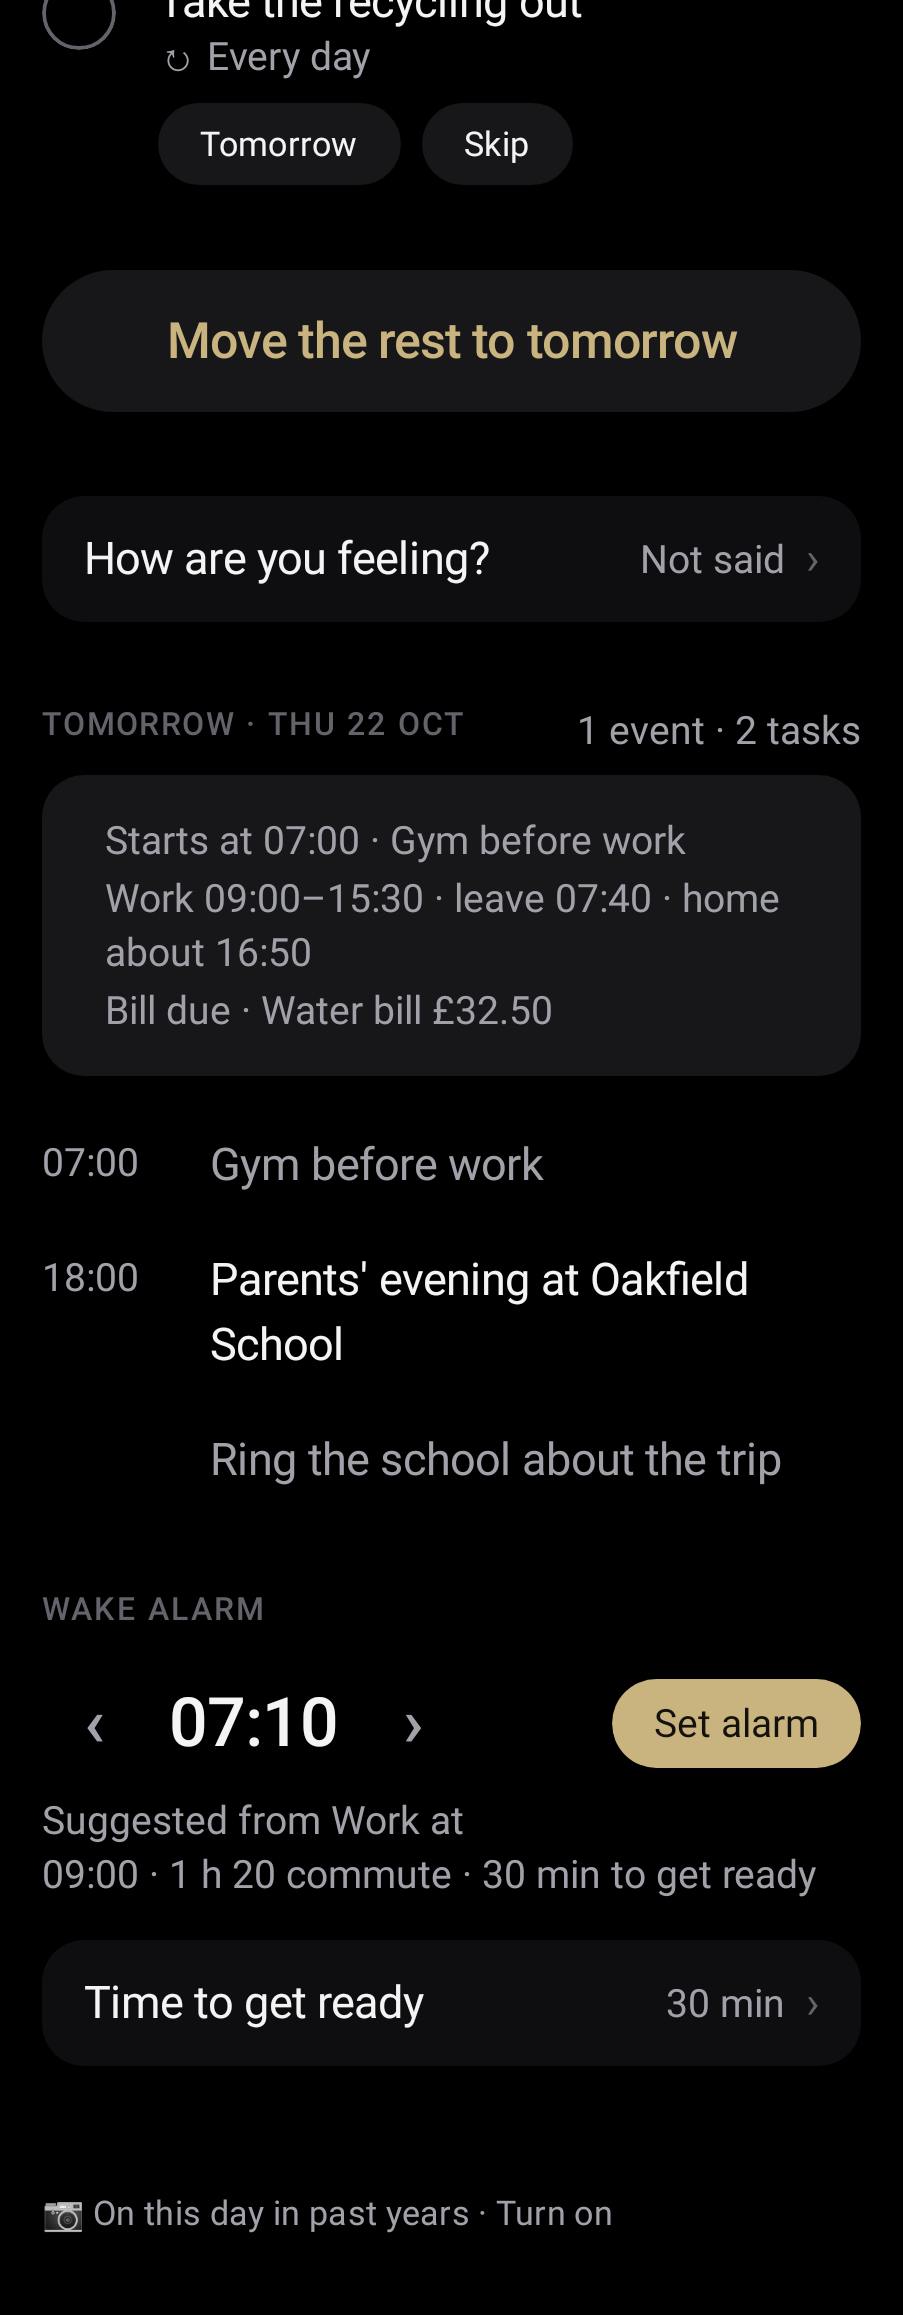 Take the recycling out
Every day
Tomorrow
Skip
Move the rest to tomorrow
How are you feeling?
Not said ›
TOMORROW · THU 22 OCT
1 event · 2 tasks
Starts at 07:00 · Gym before work
Work 09:00–15:30 · leave 07:40 · home
about 16:50
Bill due · Water bill £32.50
07:00
Gym before work
18:00
Parents' evening at Oakfield
School
Ring the school about the trip
WAKE ALARM
‹ 07:10 ›
Set alarm
Suggested from Work at
09:00 · 1 h 20 commute · 30 min to get ready
Time to get ready
30 min ›
On this day in past years · Turn on